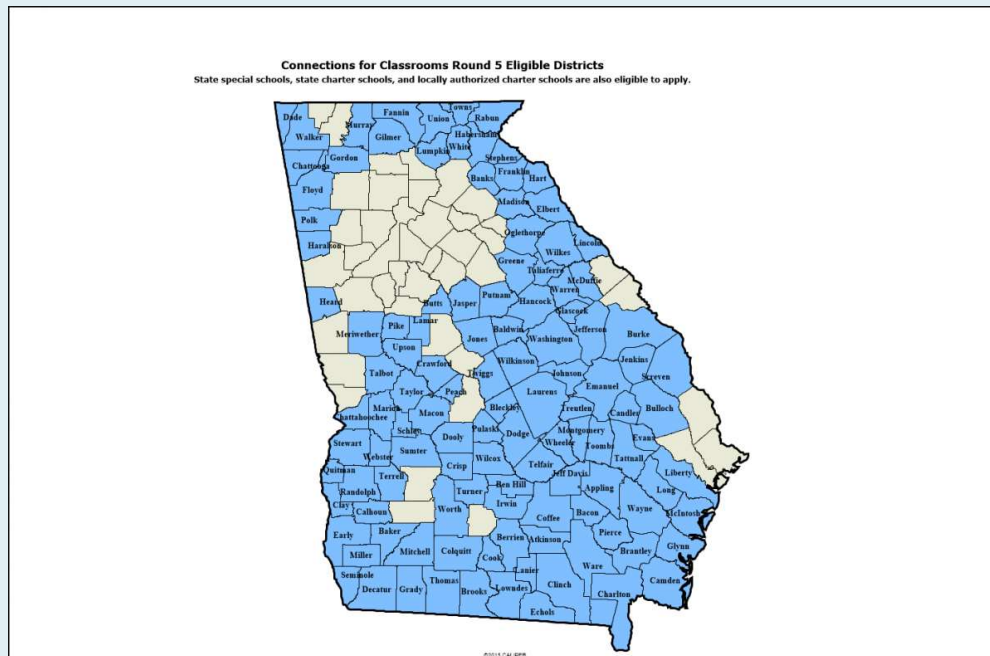 Connections for Classrooms Round 5 Eligible Districts
State special schools, state charter schools, and locally authorized charter schools are also eligible to apply.
Dade
Murray
Fannin
Union
Towns
Rabun
Walker
Gilmer
Habersham
White
Lumpkin
Chattooga
Gordon
Stephens
Banks
Franklin
Hart
Floyd
Madison
Elbert
Polk
Oglethorpe
Haralson
Wilkes
Lincoln
Greene
Taliaferro
McDuffie
Warren
Heard
Butts
Jasper
Putnam
Hancock
Glascock
Meriwether
Pike
Lamar
Jones
Baldwin
Washington
Jefferson
Burke
Upson
Talbot
Crawford
Twiggs
Wilkinson
Jenkins
Screven
Johnson
Emanuel
Taylor
Peach
Laurens
Bleckley
Treutlen
Candler
Bulloch
Chattahoochee
Marion
Macon
Schley
Dooly
Pulaski
Dodge
Montgomery
Wheeler
Toombs
Evans
Tattnall
Stewart
Webster
Sumter
Crisp
Wilcox
Telfair
Jeff Davis
Liberty
Quitman
Terrell
Randolph
Turner
Ben Hill
Appling
Long
Clay
Calhoun
Worth
Irwin
Coffee
Bacon
Wayne
McIntosh
Early
Baker
Berrien
Atkinson
Pierce
Brantley
Glynn
Miller
Mitchell
Colquitt
Cook
Lanier
Ware
Seminole
Decatur
Grady
Thomas
Brooks
Lowndes
Clinch
Charlton
Camden
Echols